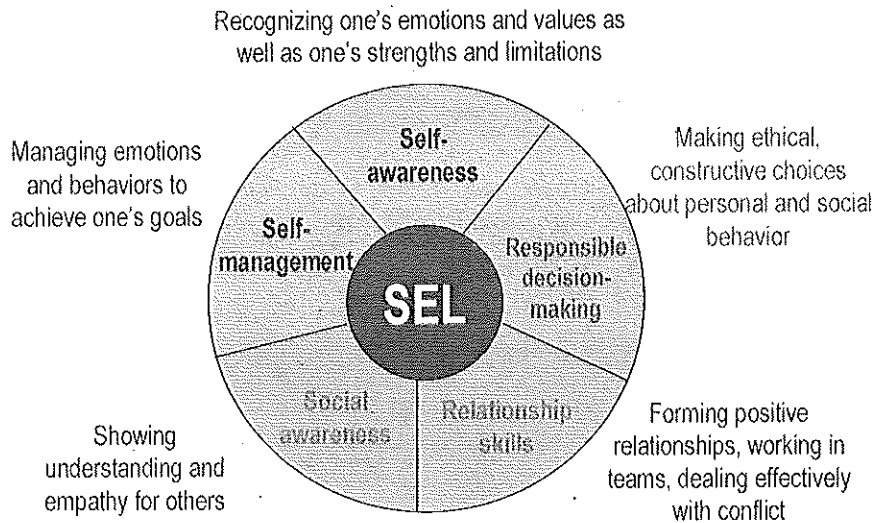 Recognizing one's emotions and values as
well as one's strengths and limitations
Self-
awareness
Managing emotions
and behaviors to
achieve one's goals
Self-
management
Making ethical,
constructive choices
about personal and social
behavior
Responsible
decision-
making
SEL
Social
awareness
Relationship
skills
Showing
understanding and
empathy for others
Forming positive
relationships, working in
teams, dealing effectively
with conflict